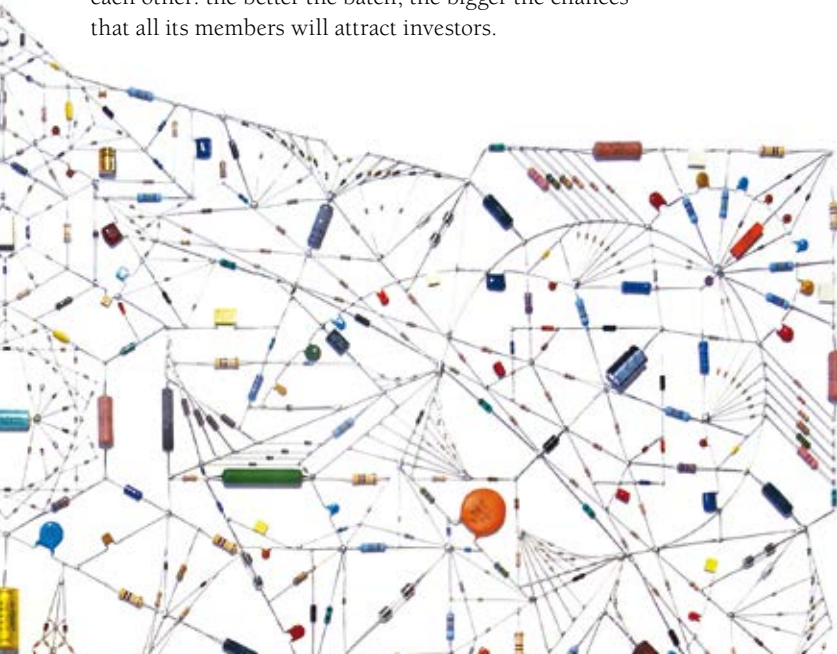 each other: the better the batch, the bigger the chances
that all its members will attract investors.